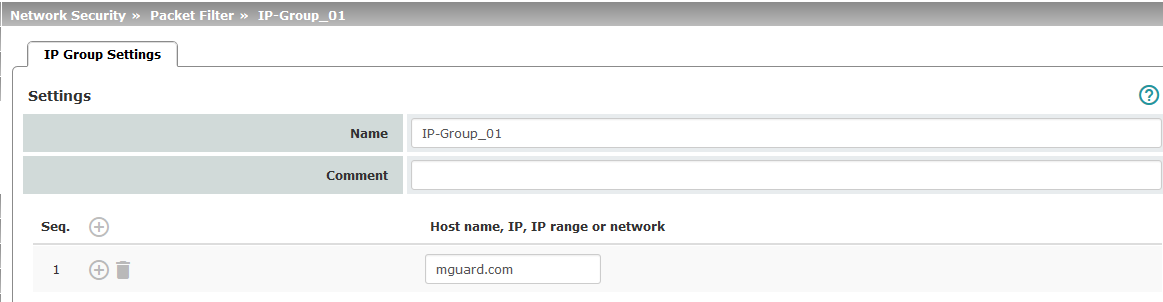 Network Security » Packet Filter » IP-Group_01
IP Group Settings
Settings
Name IP-Group_01
Comment
Seq. Host name, IP, IP range or network
1 mguard.com